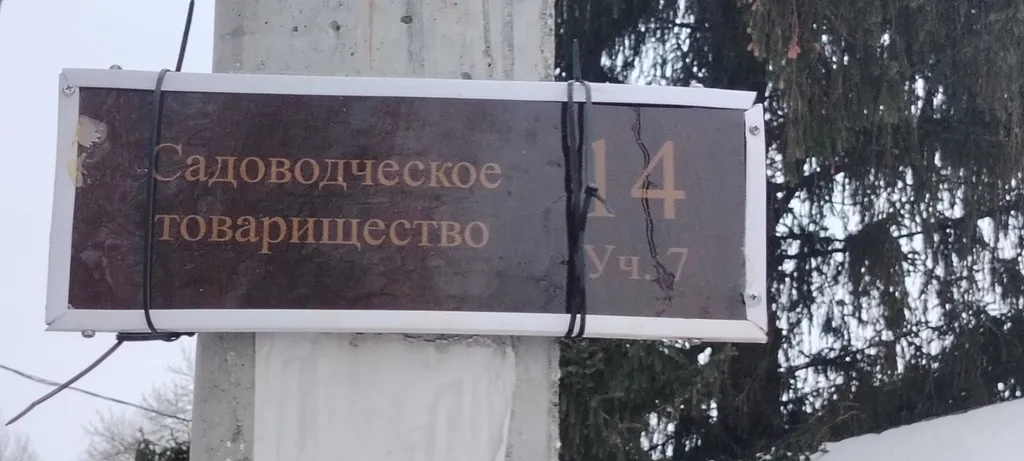 Садоводческое
товарищество
14
Уч. 7